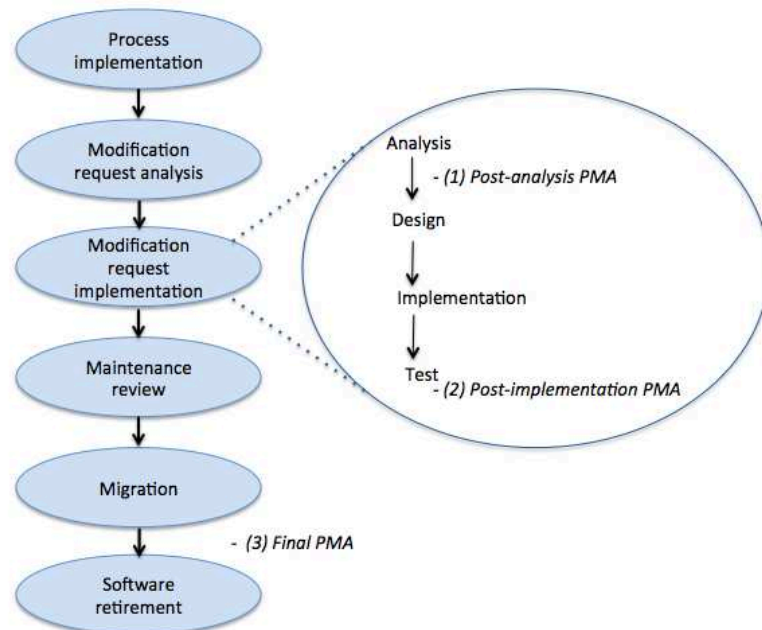 Process
implementation
Modification
request analysis
Modification
request
implementation
Maintenance
review
Migration
- (3) Final PMA
Software
retirement
Analysis
- (1) Post-analysis PMA
Design
Implementation
Test
- (2) Post-implementation PMA